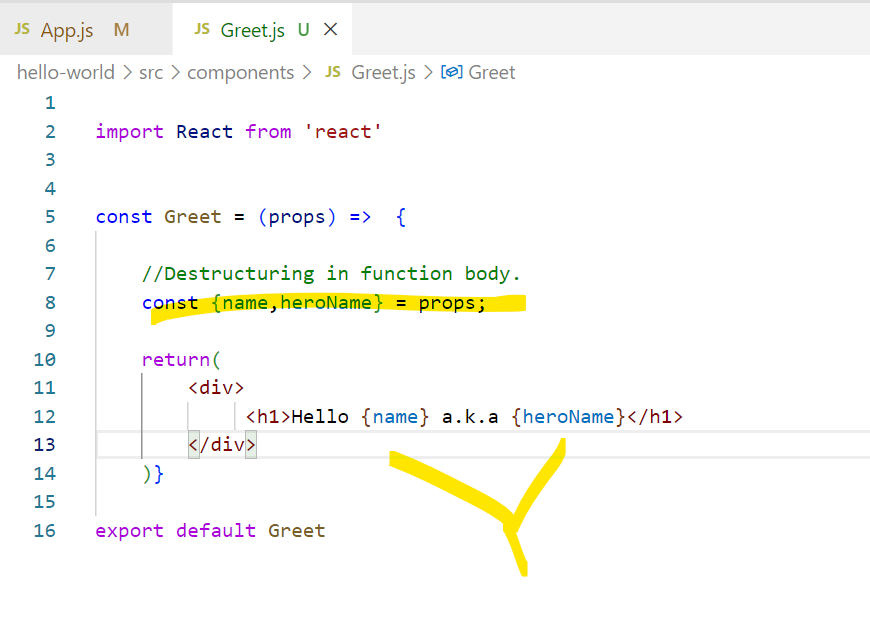 JS App.js M JS Greet.js U ×
hello-world > src > components > JS Greet.js > Greet
1
2 import React from 'react'
3
4
5 const Greet = (props) => {
6
7 //Destructuring in function body.
8 const {name,heroName} = props;
9
10 return(
11 <div>
12 <h1>Hello {name} a.k.a {heroName}</h1>
13 </div>
14 )}
15
16 export default Greet